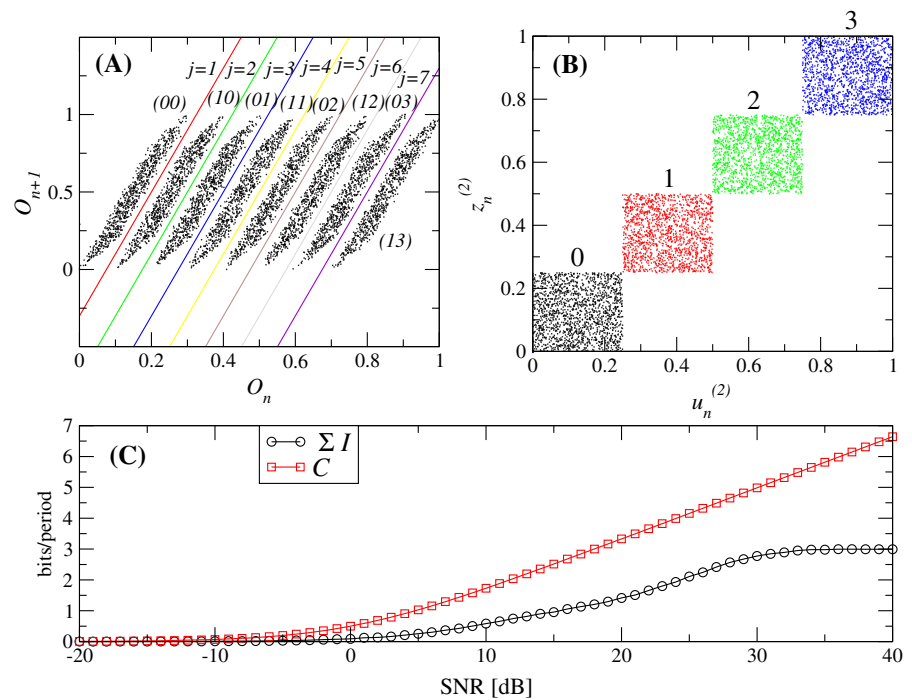 (A)
j=1 j=2 j=3 j=4 j=5 j=6 j=7
(00) (10) (01) (11) (02) (12) (03)
(13)
1
0.5
0
O_{n+1}
0 0.2 0.4 0.6 0.8 1
O_n
(B)
3
2
1
0
1
0.8
0.6
0.4
0.2
0
z_n^{(2)}
0 0.2 0.4 0.6 0.8 1
u_n^{(2)}
(C)
Σ I
C
7
6
5
4
3
2
1
0
bits/period
-20 -10 0 10 20 30 40
SNR [dB]